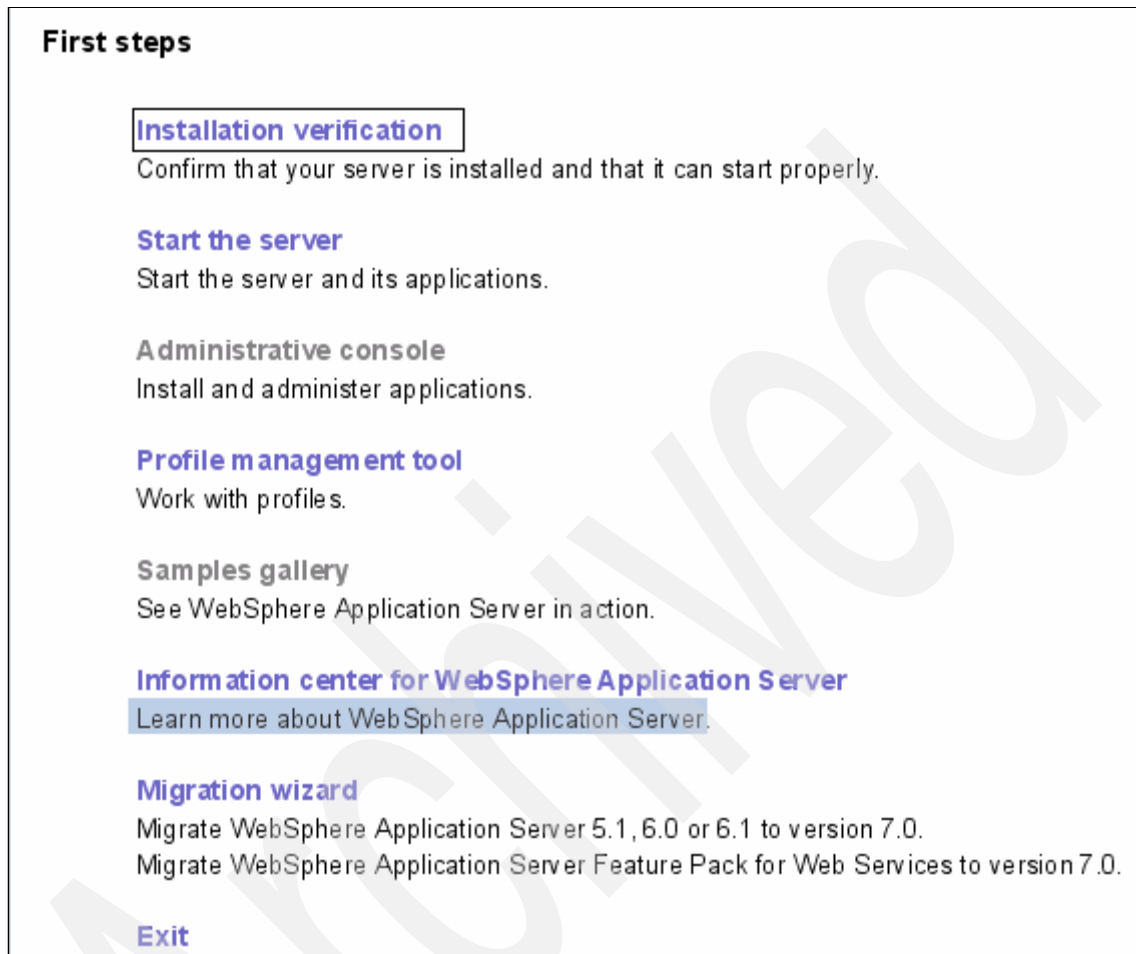 First steps
Installation verification
Confirm that your server is installed and that it can start properly.
Start the server
Start the server and its applications.
Administrative console
Install and administer applications.
Profile management tool
Work with profiles.
Samples gallery
See WebSphere Application Server in action.
Information center for WebSphere Application Server
Learn more about WebSphere Application Server.
Migration wizard
Migrate WebSphere Application Server 5.1, 6.0 or 6.1 to version 7.0.
Migrate WebSphere Application Server Feature Pack for Web Services to version 7.0.
Exit
Archived